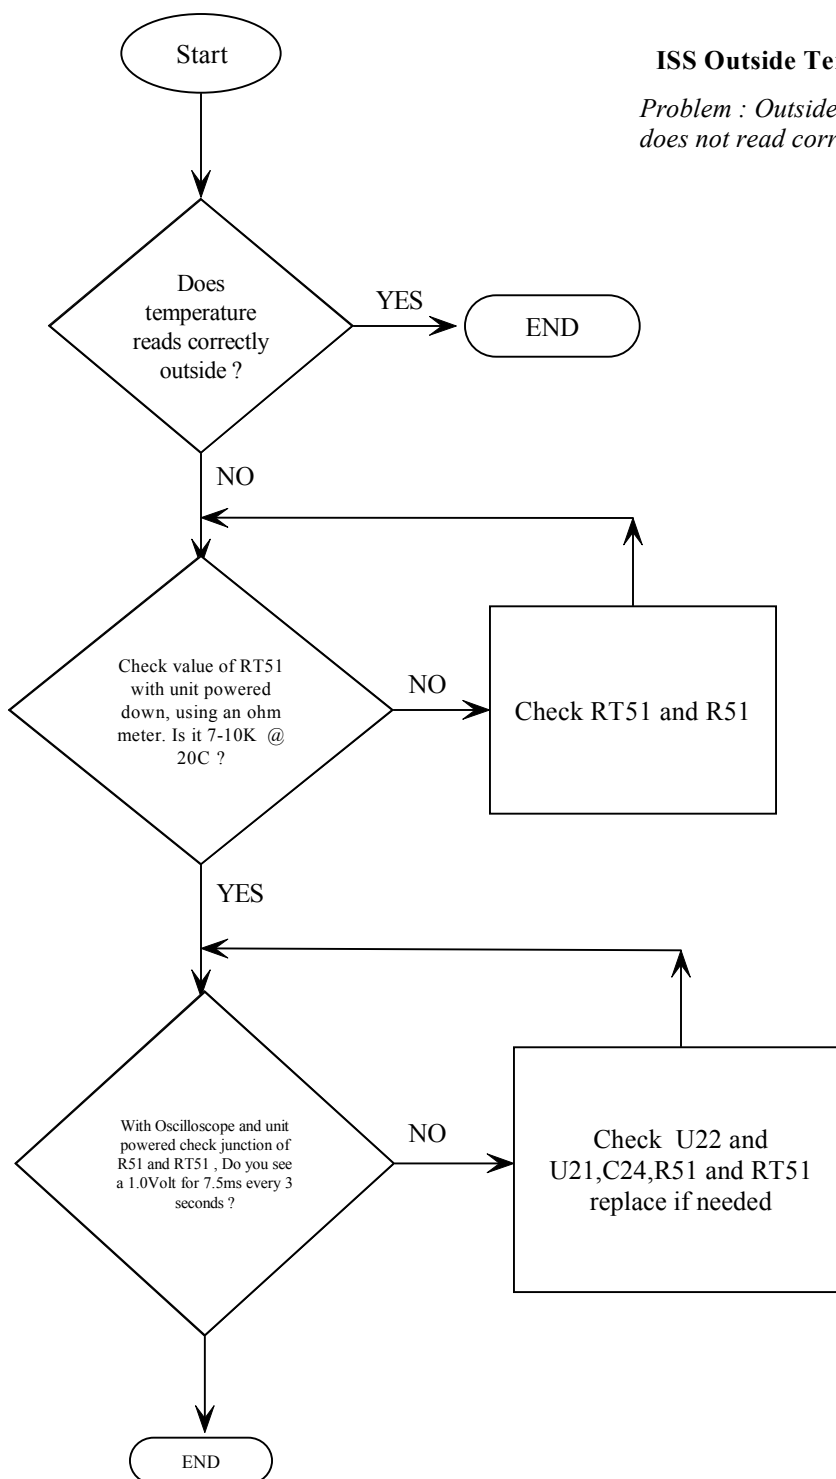 Start
ISS Outside
Problem : Outside
does not read
Does
temperature
reads correctly
outside ?
YES
END
NO
Check value of RT51
with unit powered
down, using an ohm
meter. Is it 7-10K @
20C ?
NO
Check RT51 and R51
YES
With Oscilloscope and unit
powered check junction of
R51 and RT51 , Do you see
a 1.0Volt for 7.5ms every 3
seconds ?
NO
Check U22 and
U21,C24,R51 and RT51
replace if needed
END